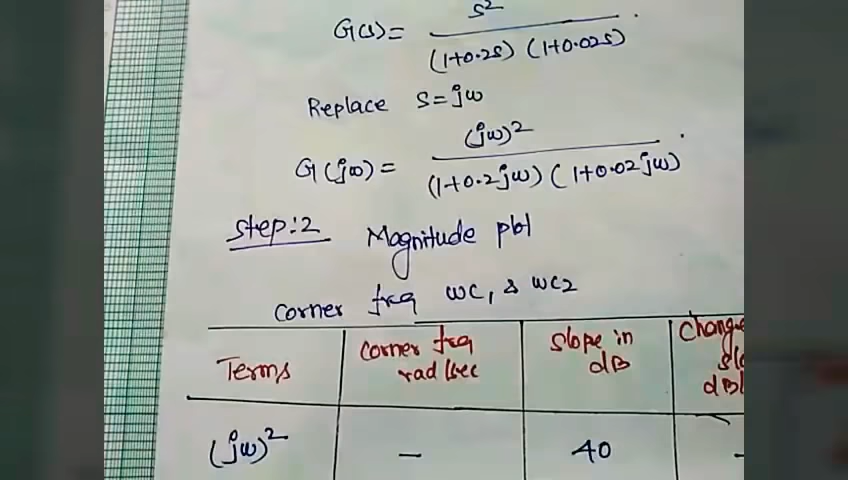 G(s) = s²
(1+0.2s) (1+0.02s)
Replace s=jω
G(jω) = (jω)²
(1+0.2jω) (1+0.02jω)
Step:2 Magnitude plot
corner freq ωc₁ & ωc2
Terms corner freq rad/sec slope in dB
(jω)² — 40 -